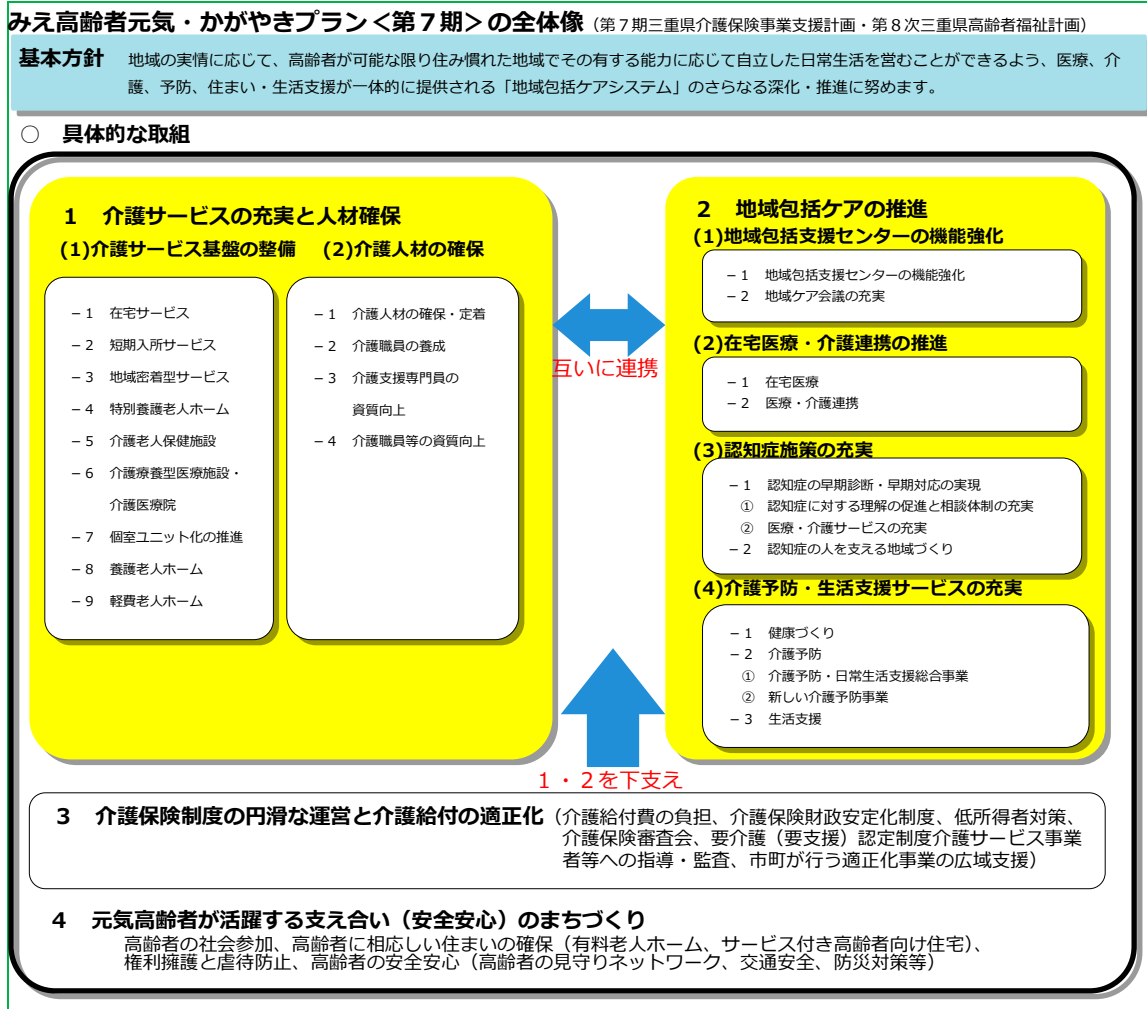 みえ高齢者元気・かがやきプラン＜第７期＞の全体像（第７期三重県介護保険事業支援計画・第８次三重県高齢者福祉計画）
基本方針　地域の実情に応じて、高齢者が可能な限り住み慣れた地域でその有する能力に応じて自立した日常生活を営むことができるよう、医療、介
護、予防、住まい・生活支援が一体的に提供される「地域包括ケアシステム」のさらなる深化・推進に努めます。
○　具体的な取組
１　介護サービスの充実と人材確保
(1)介護サービス基盤の整備
－１　在宅サービス
－２　短期入所サービス
－３　地域密着型サービス
－４　特別養護老人ホーム
－５　介護老人保健施設
－６　介護療養型医療施設・
介護医療院
－７　個室ユニット化の推進
－８　養護老人ホーム
－９　軽費老人ホーム
(2)介護人材の確保
－１　介護人材の確保・定着
－２　介護職員の養成
－３　介護支援専門員の
資質向上
－４　介護職員等の資質向上
互いに連携
２　地域包括ケアの推進
(1)地域包括支援センターの機能強化
－１　地域包括支援センターの機能強化
－２　地域ケア会議の充実
(2)在宅医療・介護連携の推進
－１　在宅医療
－２　医療・介護連携
(3)認知症施策の充実
－１　認知症の早期診断・早期対応の実現
①　認知症に対する理解の促進と相談体制の充実
②　医療・介護サービスの充実
－２　認知症の人を支える地域づくり
(4)介護予防・生活支援サービスの充実
－１　健康づくり
－２　介護予防
①　介護予防・日常生活支援総合事業
②　新しい介護予防事業
－３　生活支援
１・２を下支え
３　介護保険制度の円滑な運営と介護給付の適正化（介護給付費の負担、介護保険財政安定化制度、低所得者対策、
介護保険審査会、要介護（要支援）認定制度介護サービス事業
者等への指導・監査、市町が行う適正化事業の広域支援）
４　元気高齢者が活躍する支え合い（安全安心）のまちづくり
高齢者の社会参加、高齢者に相応しい住まいの確保（有料老人ホーム、サービス付き高齢者向け住宅）、
権利擁護と虐待防止、高齢者の安全安心（高齢者の見守りネットワーク、交通安全、防災対策等）